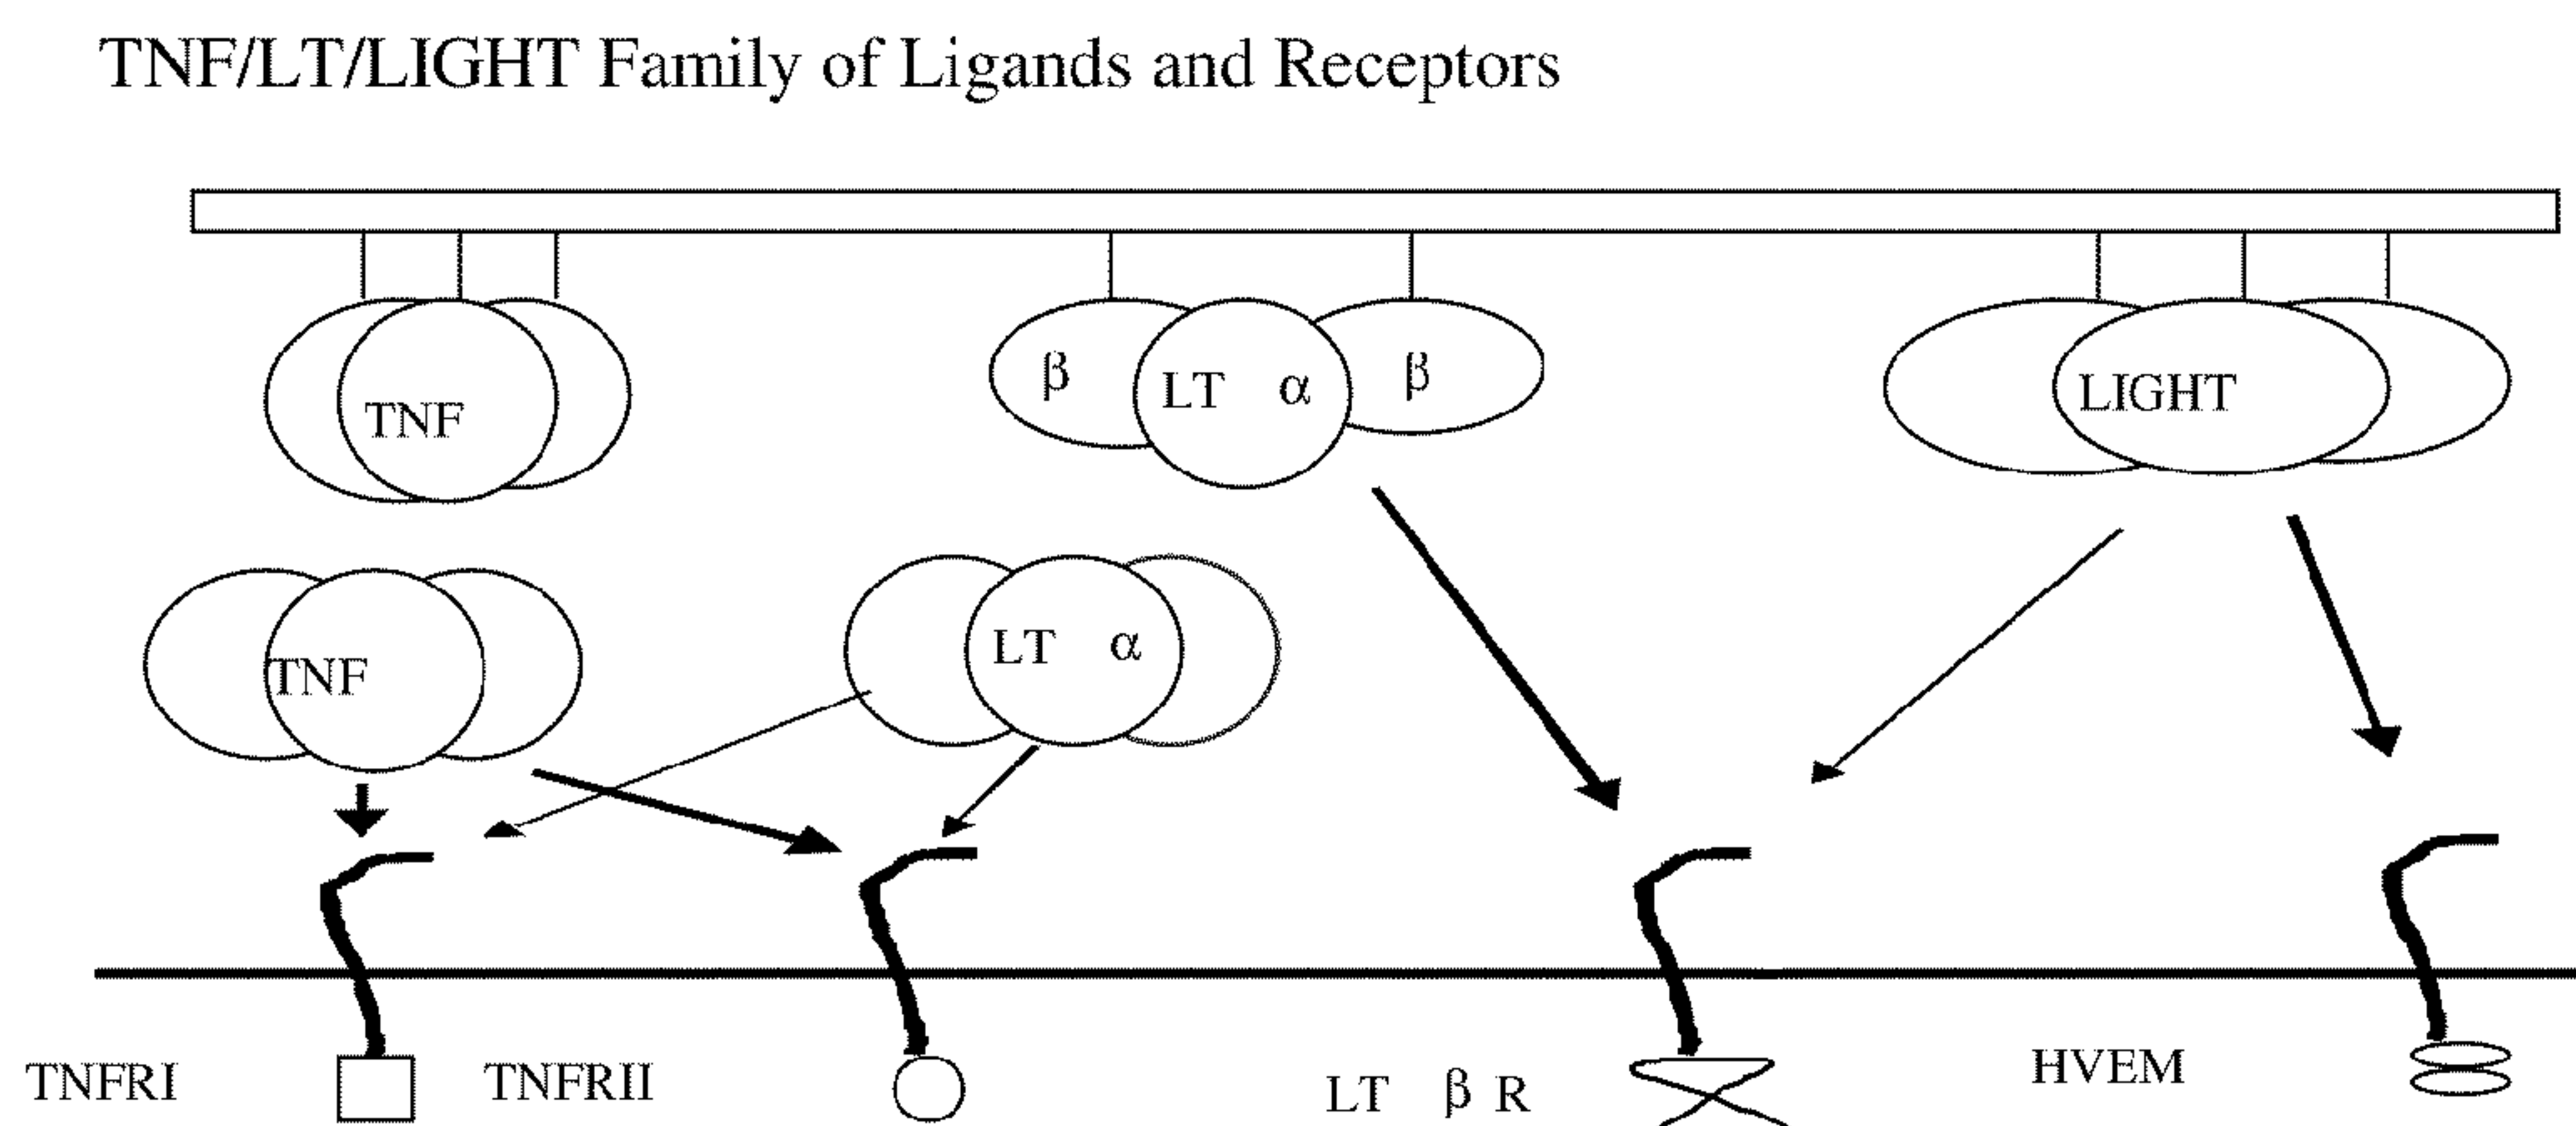 TNF/LT/LIGHT Family of Ligands and Receptors
TNF
β
LT α
β
LIGHT
TNF
LT α
TNFRI
TNFRII
LT β R
HVEM